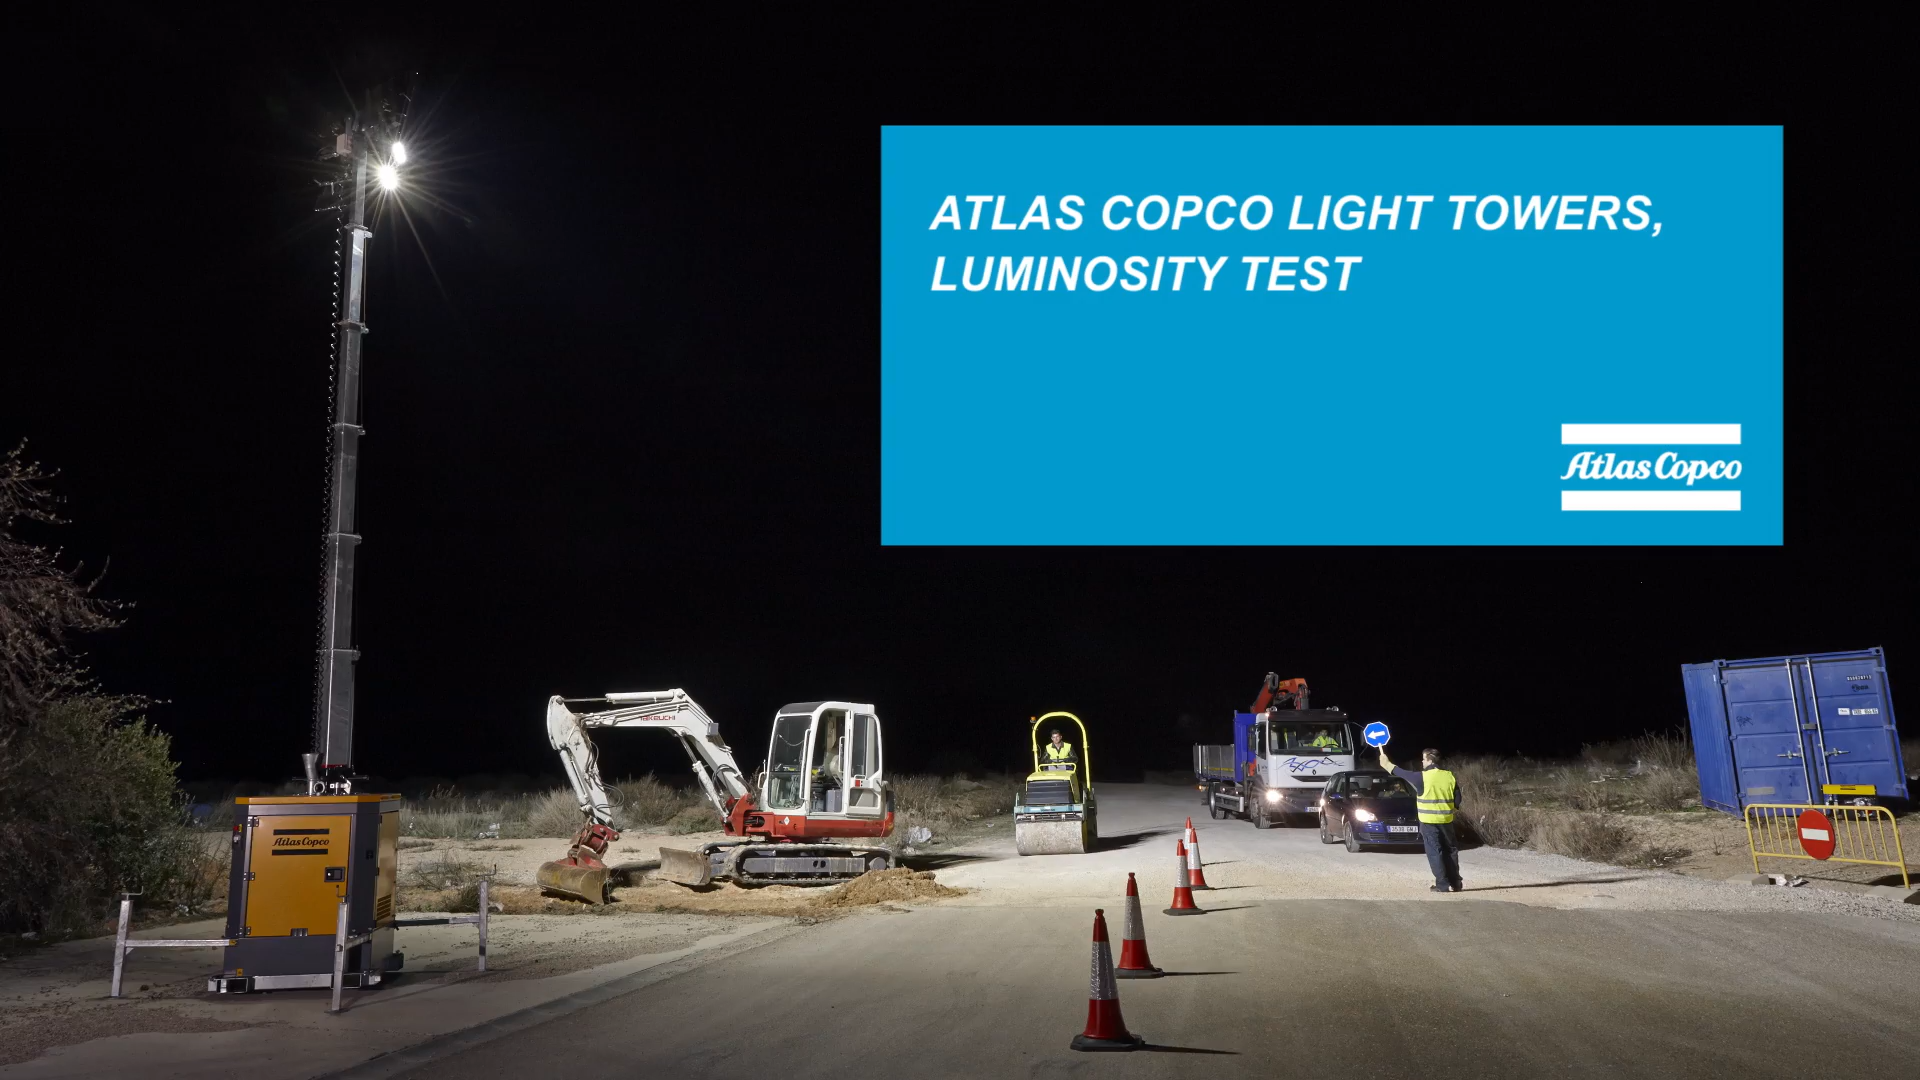 ATLAS COPCO LIGHT TOWERS,
LUMINOSITY TEST
Atlas Copco
TAKEUCHI
Atlas Copco